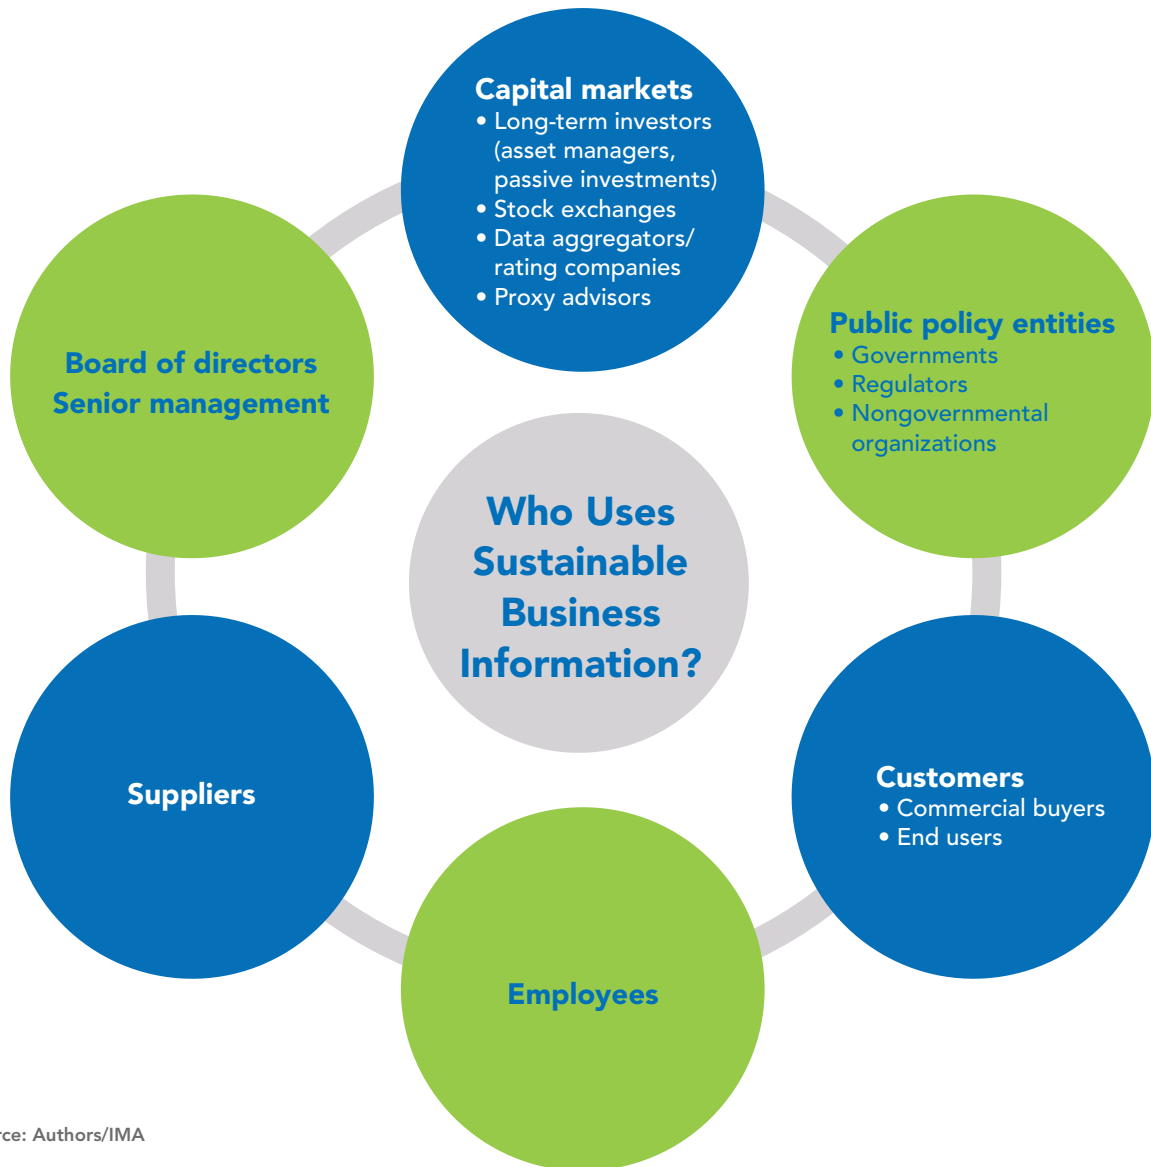 Capital markets
• Long-term investors
(asset managers,
passive investments)
• Stock exchanges
• Data aggregators/
rating companies
• Proxy advisors
Public policy entities
• Governments
• Regulators
• Nongovernmental
organizations
Board of directors
Senior management
Who Uses
Sustainable
Business
Information?
Suppliers
Customers
• Commercial buyers
• End users
Employees
rce: Authors/IMA